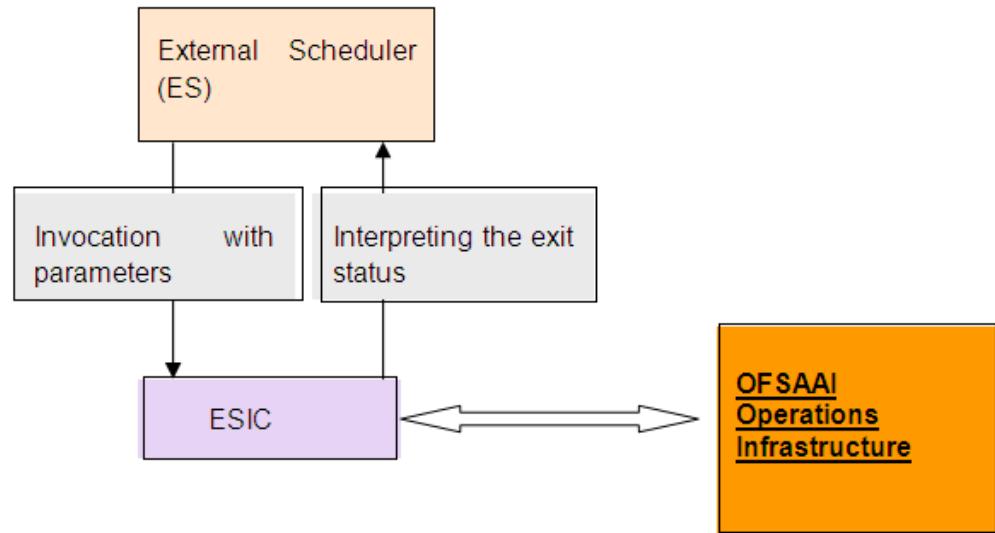 External Scheduler
(ES)
Invocation with
parameters
Interpreting the exit
status
ESIC
OFSAAI
Operations
Infrastructure